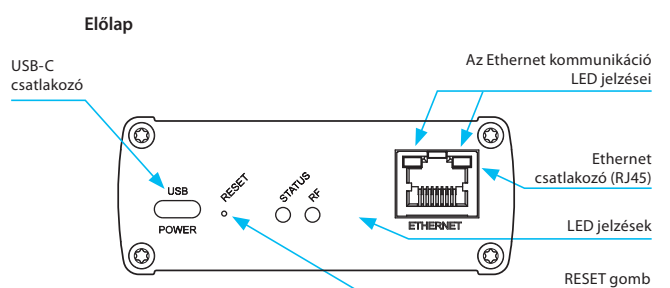 Előlap
USB-C
csatlakozó
Az Ethernet kommunikáció
LED jelzései
Ethernet
csatlakozó (RJ45)
LED jelzések
RESET gomb
USB
POWER
RESET
STATUS
RF
ETHERNET